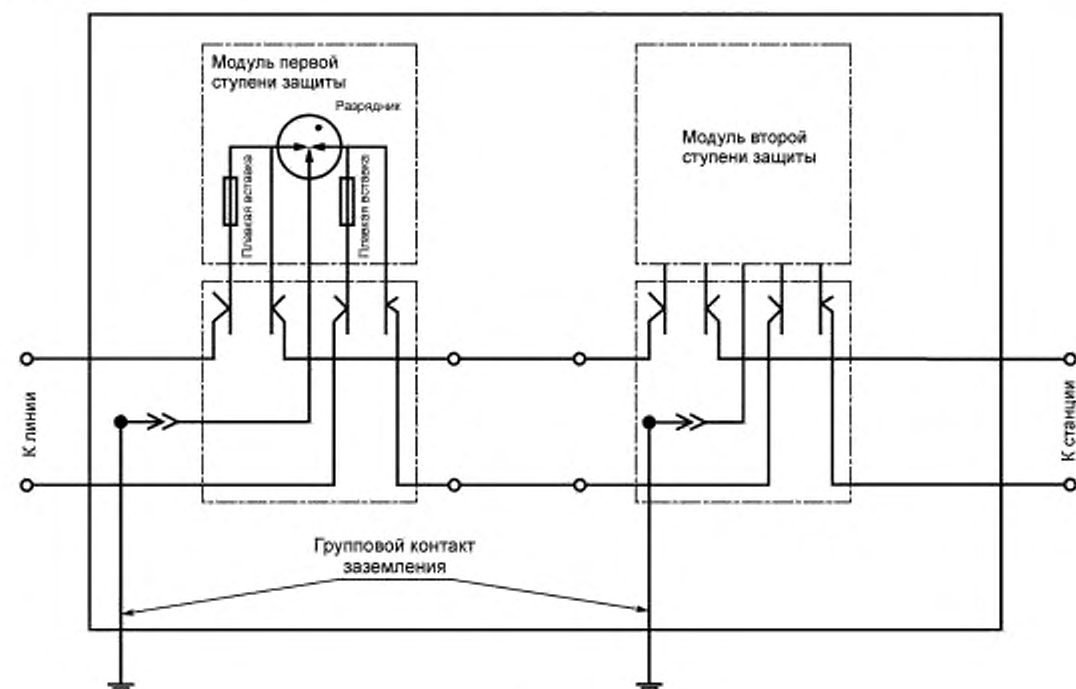 Модуль первой
ступени защиты
Разрядник
Плавкая вставка
Плавкая вставка
Модуль второй
ступени защиты
К линии
К станции
Групповой контакт
заземления